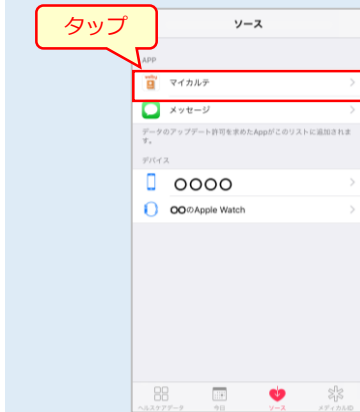 タップ
ソース
APP
マイカルテ
メッセージ
データのアップデート許可を求めたAppがこのリストに追加されま
す。
デバイス
○○○○
○○のApple Watch
ヘルスケアデータ
今日
ソース
メディカルID